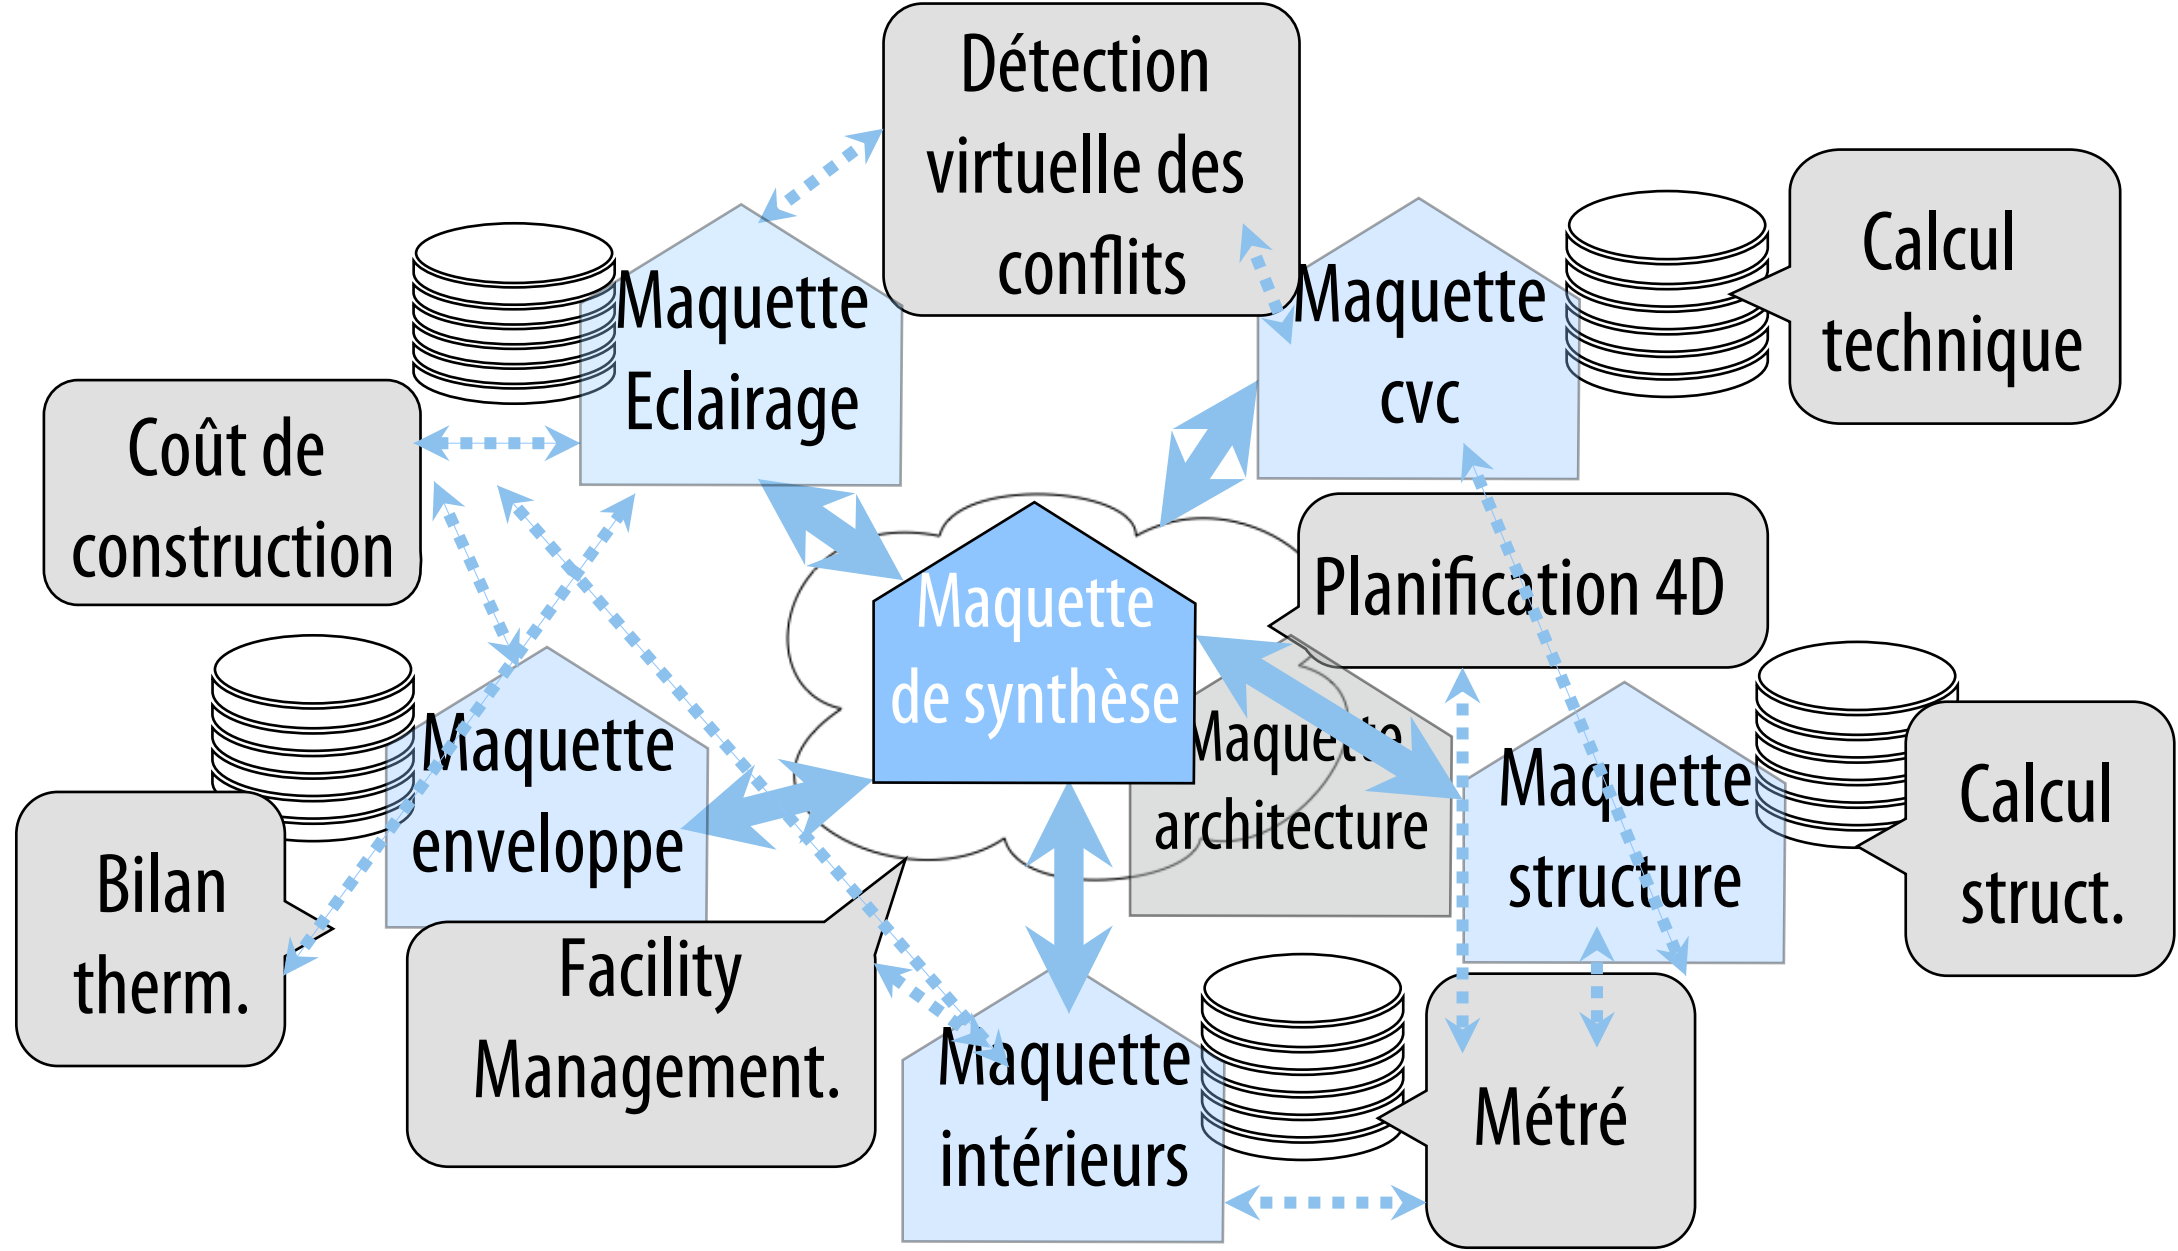 Détection
virtuelle des
conflits
Maquette
Eclairage
Maquette
cvc
Calcul
technique
Coût de
construction
Maquette
de synthèse
Planification 4D
Maquette
architecture
Maquette
enveloppe
Maquette
structure
Calcul
struct.
Bilan
therm.
Facility
Management.
Maquette
intérieurs
Métré